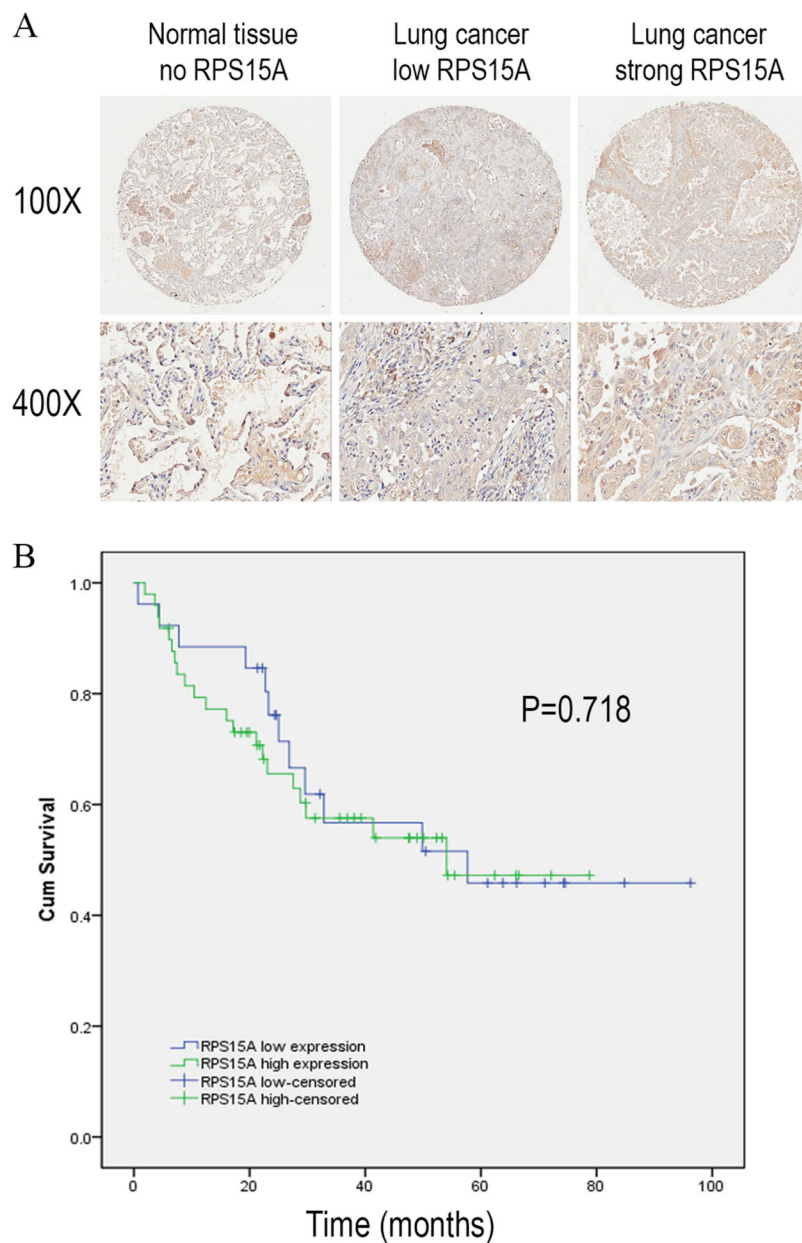 A
Normal tissue
no RPS15A
Lung cancer
low RPS15A
Lung cancer
strong RPS15A
100X
400X
B
1.0
0.8
0.6
0.4
0.2
0.0
Cum Survival
P=0.718
RPS15A low expression
RPS15A high expression
RPS15A low-censored
RPS15A high-censored
0 20 40 60 80 100
Time (months)